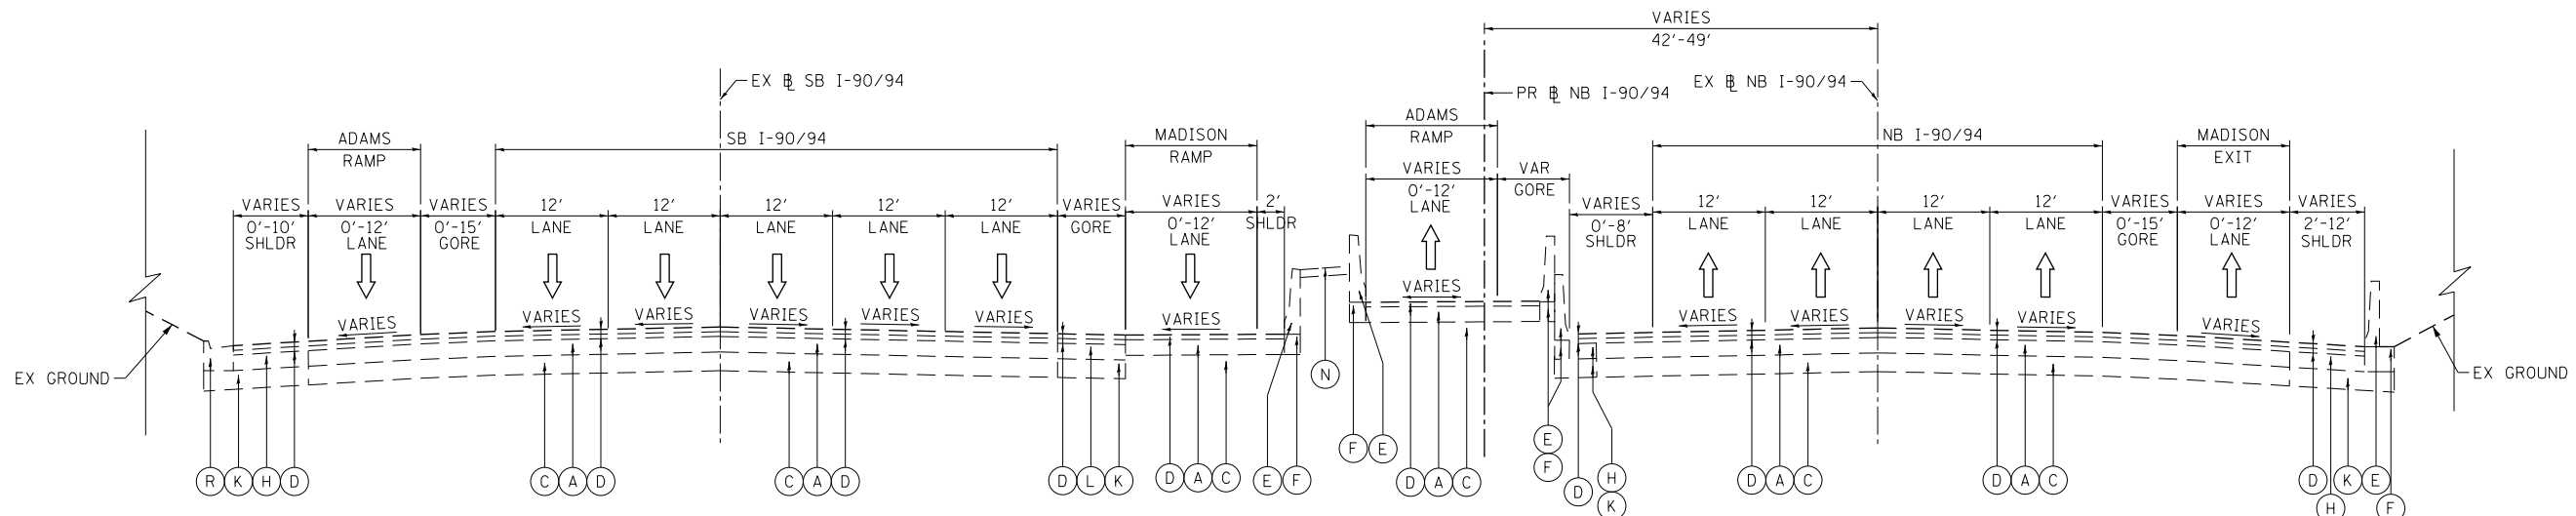 VARIES
42'-49'
EX ⅊ SB I-90/94
EX ⅊ NB I-90/94
PR ⅊ NB I-90/94
ADAMS
RAMP
SB I-90/94
MADISON
RAMP
ADAMS
RAMP
NB I-90/94
MADISON
EXIT
VARIES
0'-10'
SHLDR
VARIES
0'-12'
LANE
VARIES
0'-15'
GORE
12'
LANE
12'
LANE
12'
LANE
12'
LANE
12'
LANE
VARIES
GORE
VARIES
0'-12'
LANE
2'
SHLDR
VARIES
0'-12'
LANE
VAR
GORE
VARIES
0'-8'
SHLDR
12'
LANE
12'
LANE
12'
LANE
12'
LANE
VARIES
0'-15'
GORE
VARIES
0'-12'
LANE
VARIES
2'-12'
SHLDR
VARIES
VARIES
VARIES
VARIES
VARIES
VARIES
VARIES
VARIES
VARIES
VARIES
VARIES
VARIES
VARIES
EX GROUND
EX GROUND
R K H D
C A D
C A D
D L K
D A C
E F
N
F E
D A C
E
F
D
H
K
D A C
D A C
D
H
K E
F